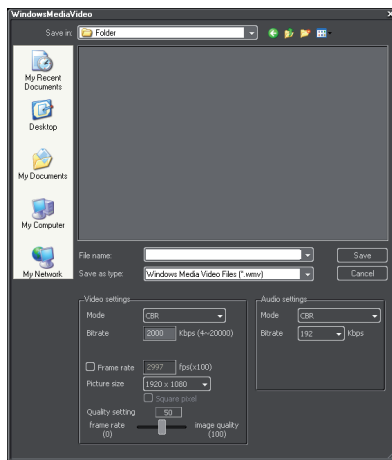 WindowsMediaVideo
Save in: Folder
My Recent Documents
Desktop
My Documents
My Computer
My Network
File name:
Save
Save as type: Windows Media Video Files (*.wmv)
Cancel
Video settings
Mode CBR
Bitrate 2000 Kbps (4~20000)
Frame rate 2997 fps(x100)
Picture size 1920 x 1080
Square pixel
Quality setting 50
frame rate (0)
image quality (100)
Audio settings
Mode CBR
Bitrate 192 Kbps